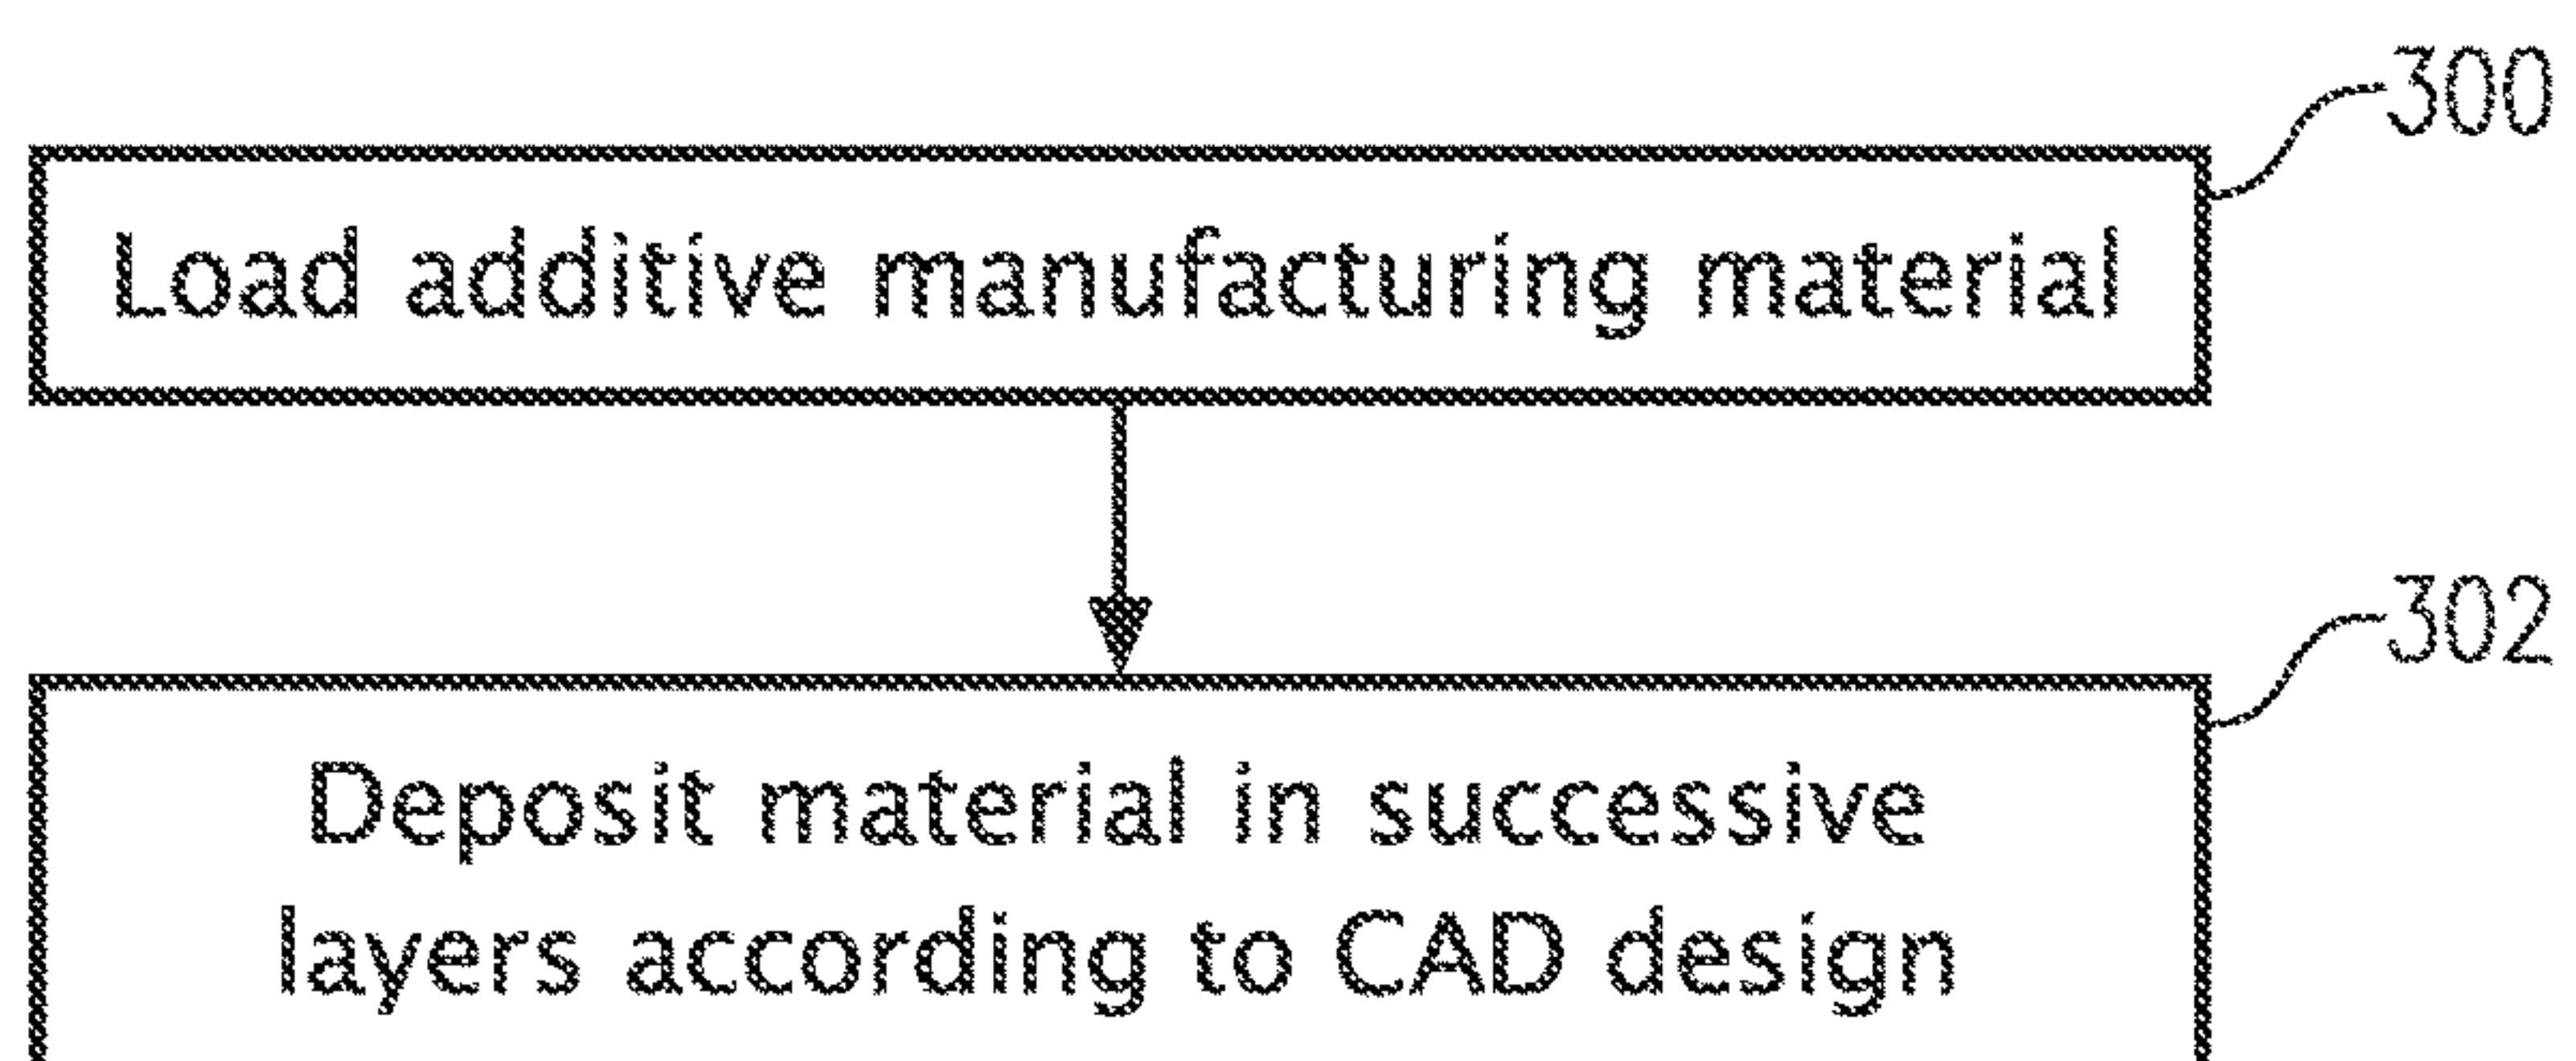 300
Load additive manufacturing material
302
Deposit material in successive
layers according to CAD design